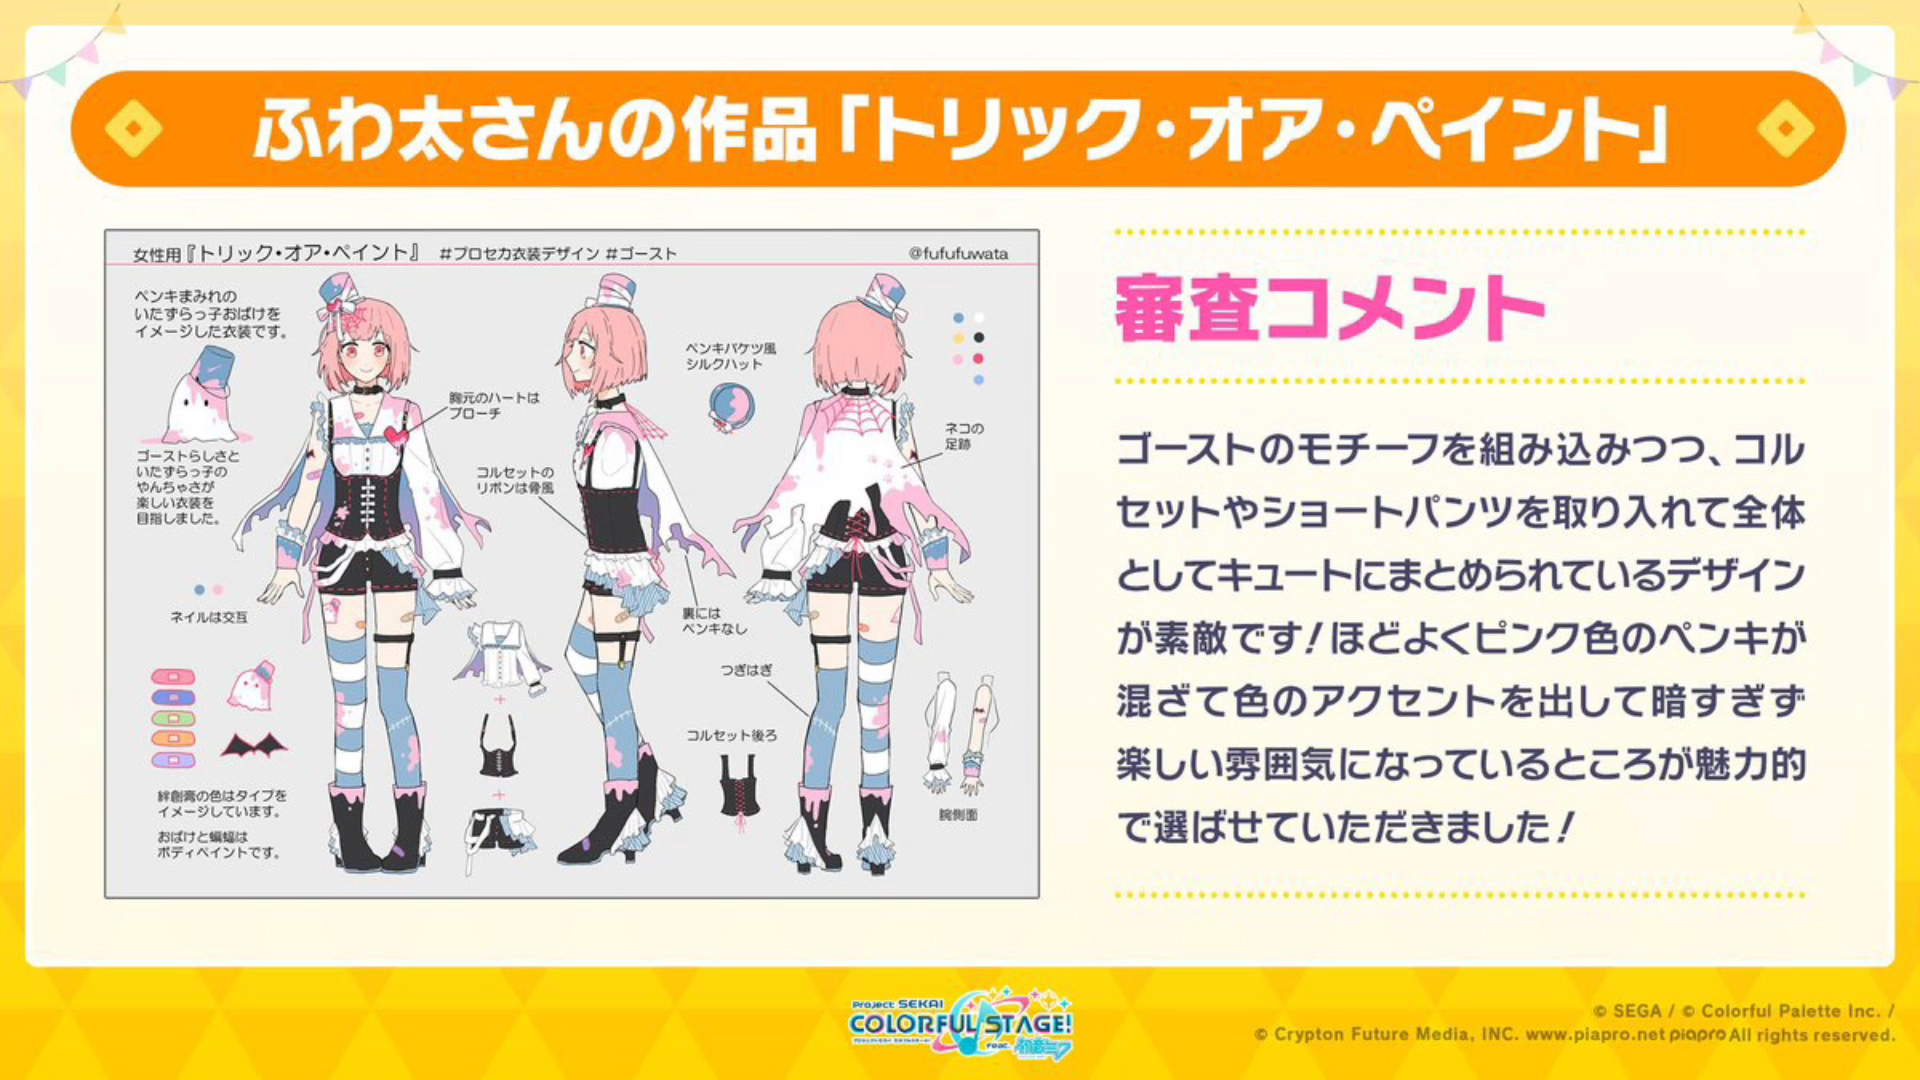 ふわ太さんの作品「トリック・オア・ペイント」
女性用『トリック・オア・ペイント』 #プロセカ衣装デザイン #ゴースト
@fufufuwata
ペンキまみれの
いたずらっ子おばけを
イメージした衣装です。
ゴーストらしさと
いたずらっ子の
やんちゃさが
楽しい衣装を
目指しました。
ネイルは交互
絆創膏の色はタイプを
イメージしています。
おばけと蝙蝠は
ボディペイントです。
胸元のハートは
ブローチ
コルセットの
リボンは骨風
ペンキバケツ風
シルクハット
裏には
ペンキなし
つぎはぎ
コルセット後ろ
ネコの
足跡
腕側面
審査コメント
ゴーストのモチーフを組み込みつつ、コル
セットやショートパンツを取り入れて全体
としてキュートにまとめられているデザイン
が素敵です!ほどよくピンク色のペンキが
混ざて色のアクセントを出して暗すぎず
楽しい雰囲気になっているところが魅力的
で選ばせていただきました!
Project SEKAI
COLORFUL STAGE!
feat. 初音ミク
© SEGA / © Colorful Palette Inc. /
© Crypton Future Media, INC. www.piapro.net piapro All rights reserved.